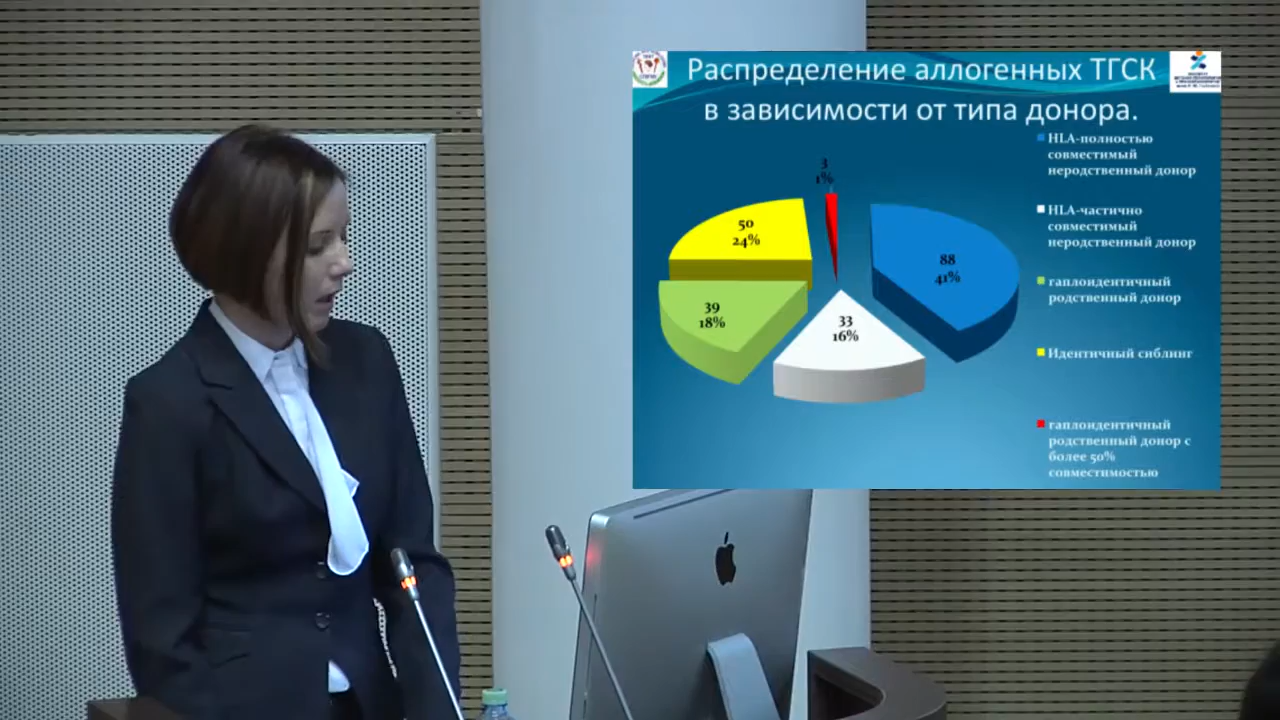 Распределение аллогенных ТГСК
в зависимости от типа донора.
3
1%
50
24%
88
41%
39
18%
33
16%
HLA-полностью
совместимый
неродственный донор
HLA-частично
совместимый
неродственный донор
гаплоидентичный
родственный донор
Идентичный сиблинг
гаплоидентичный
родственный донор с
более 50%
совместимостью